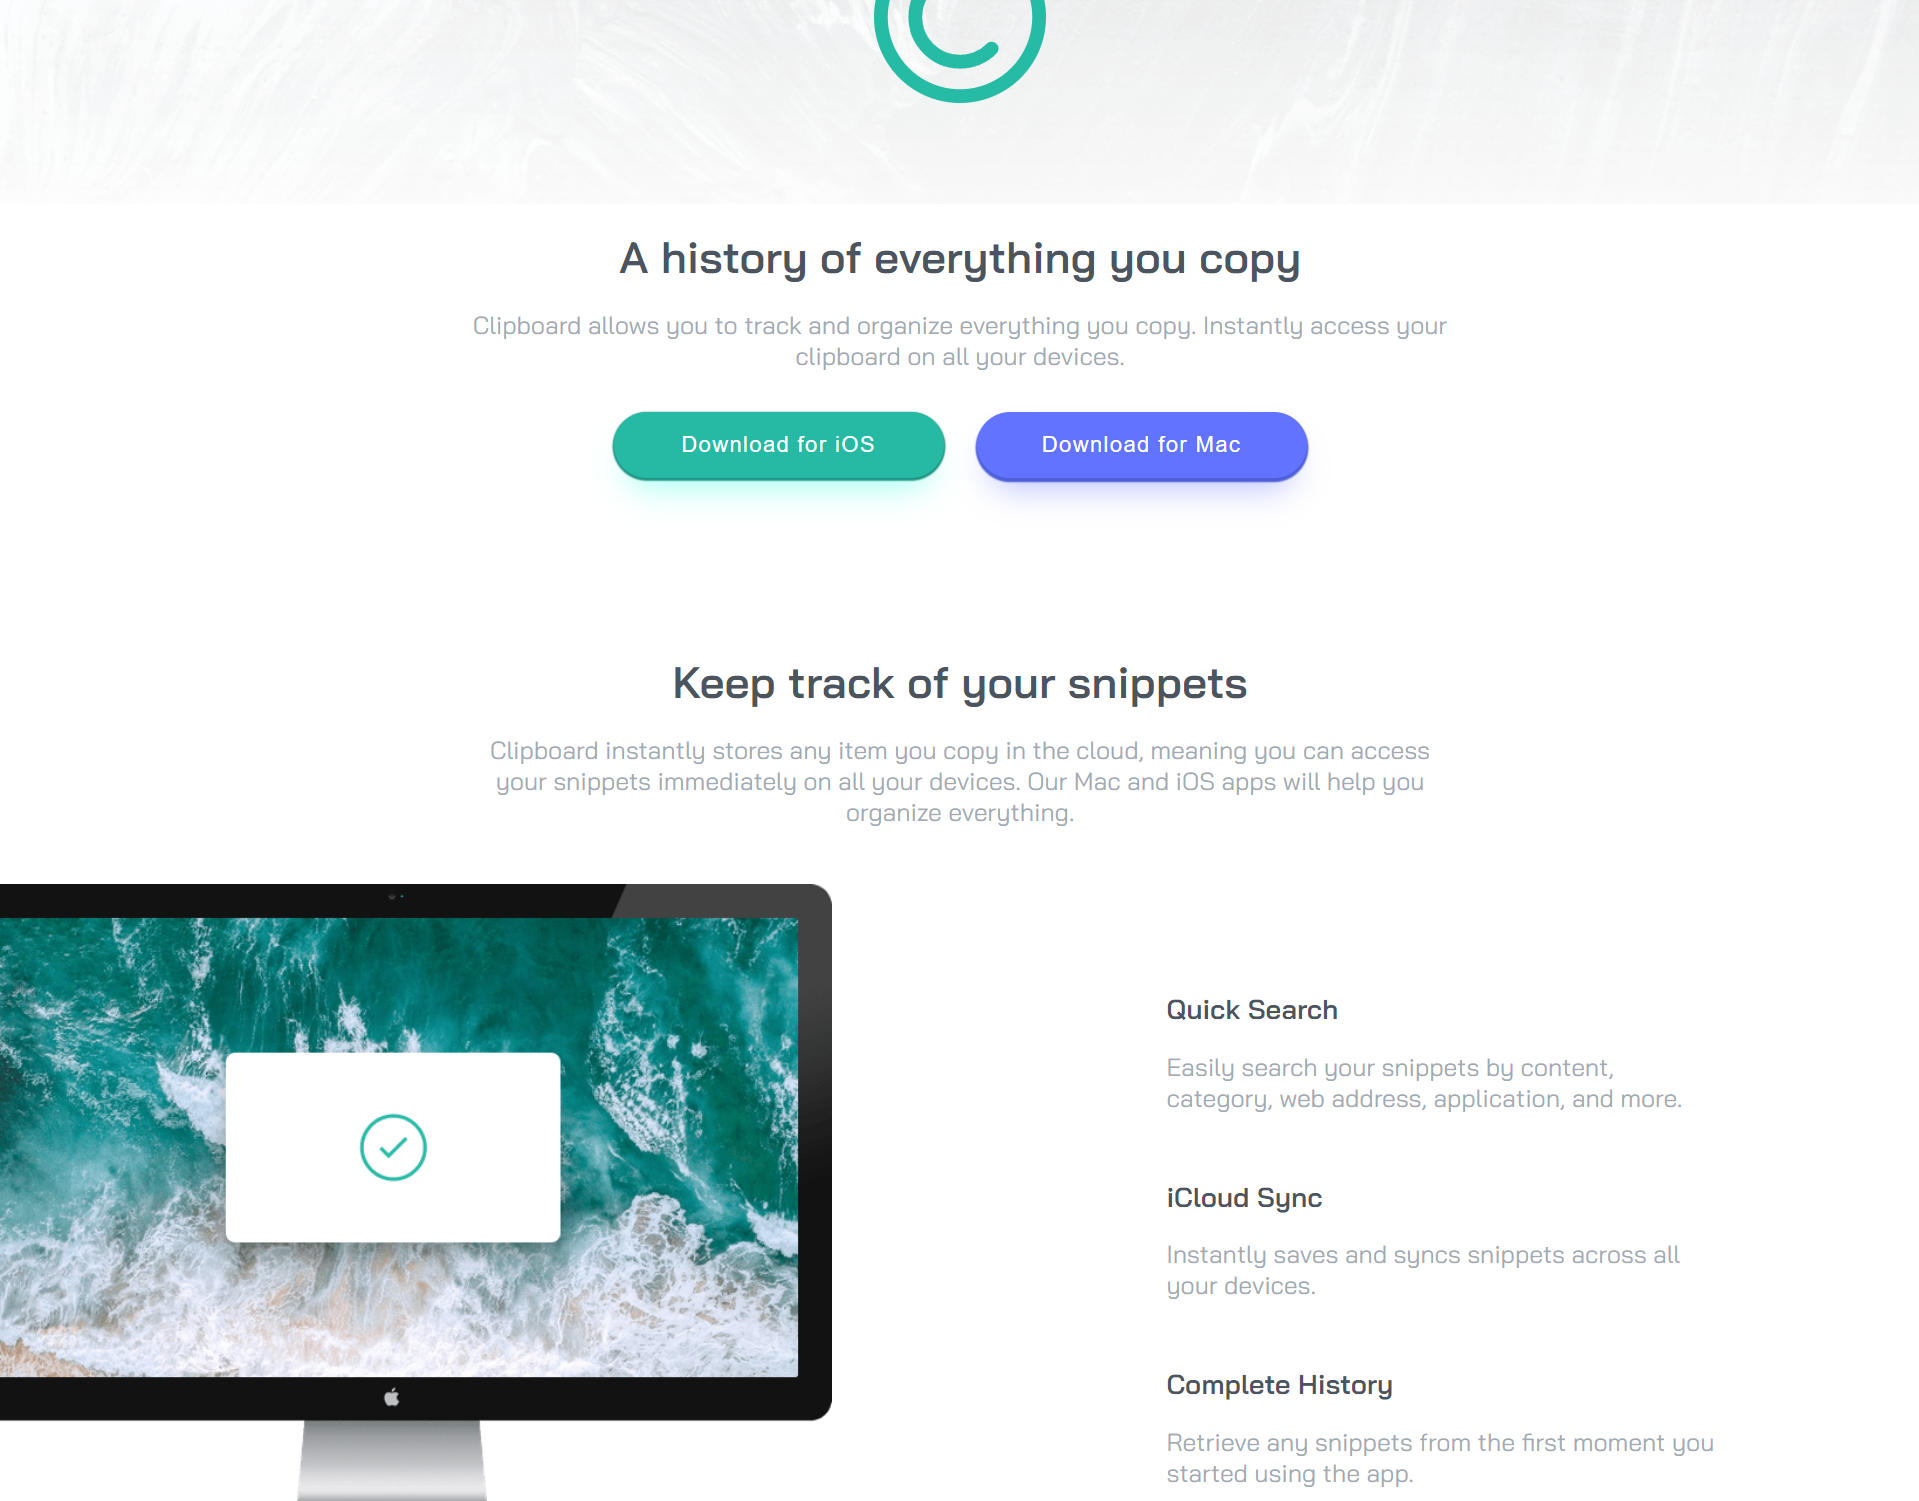 A history of everything you copy
Clipboard allows you to track and organize everything you copy. Instantly access your
clipboard on all your devices.
Download for iOS
Download for Mac
Keep track of your snippets
Clipboard instantly stores any item you copy in the cloud, meaning you can access
your snippets immediately on all your devices. Our Mac and iOS apps will help you
organize everything.
Quick Search
Easily search your snippets by content,
category, web address, application, and more.
iCloud Sync
Instantly saves and syncs snippets across all
your devices.
Complete History
Retrieve any snippets from the first moment you
started using the app.